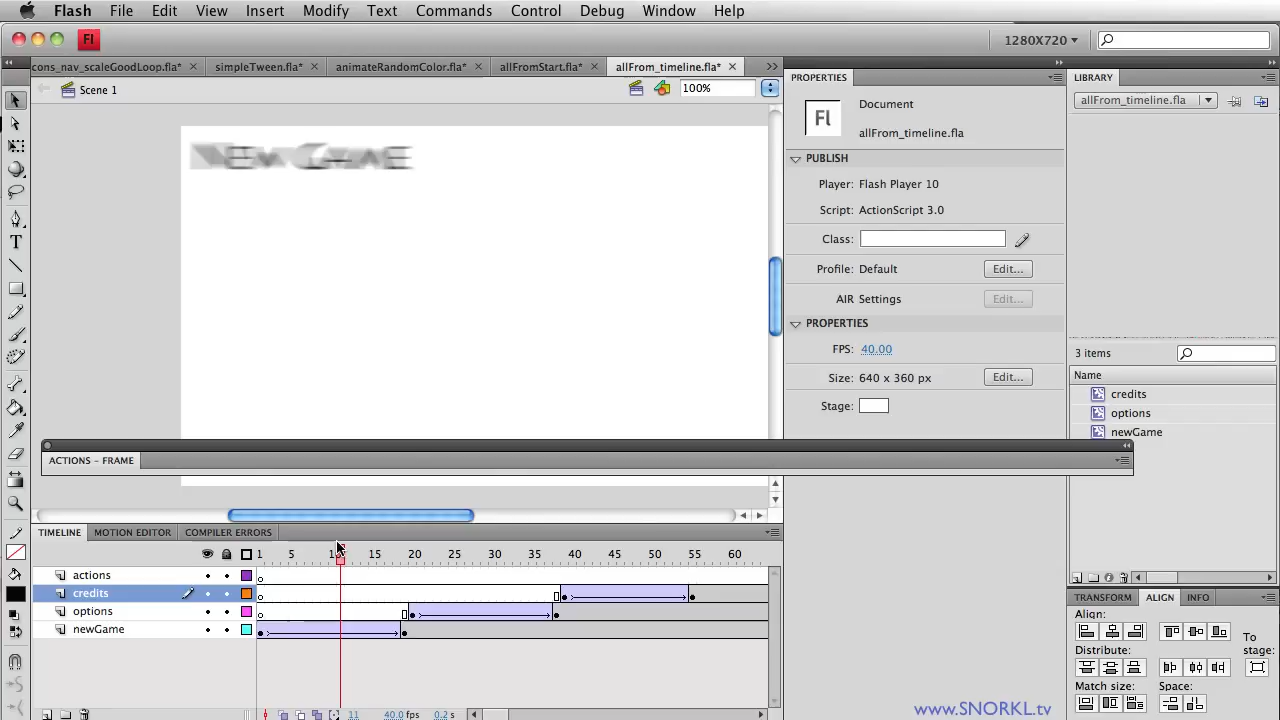 Flash File Edit View Insert Modify Text Commands Control Debug Window Help
Fl 1280X720
cons_nav_scaleGoodLoop.fla* simpleTween.fla* animateRandomColor.fla* allFromStart.fla* allFrom_timeline.fla*
Scene 1 100%
New Game
PROPERTIES
Fl Document
allFrom_timeline.fla
PUBLISH
Player: Flash Player 10
Script: ActionScript 3.0
Class:
Profile: Default Edit...
AIR Settings Edit...
PROPERTIES
FPS: 40.00
Size: 640 x 360 px Edit...
Stage:
LIBRARY
allFrom_timeline.fla
3 items
Name
credits
options
newGame
ACTIONS - FRAME
TIMELINE MOTION EDITOR COMPILER ERRORS
1 5 10 15 20 25 30 35 40 45 50 55 60
actions
credits
options
newGame
11 40.0 fps 0.2 s
TRANSFORM ALIGN INFO
Align:
To stage:
Distribute:
Match size: Space:
www.SNORKL.tv